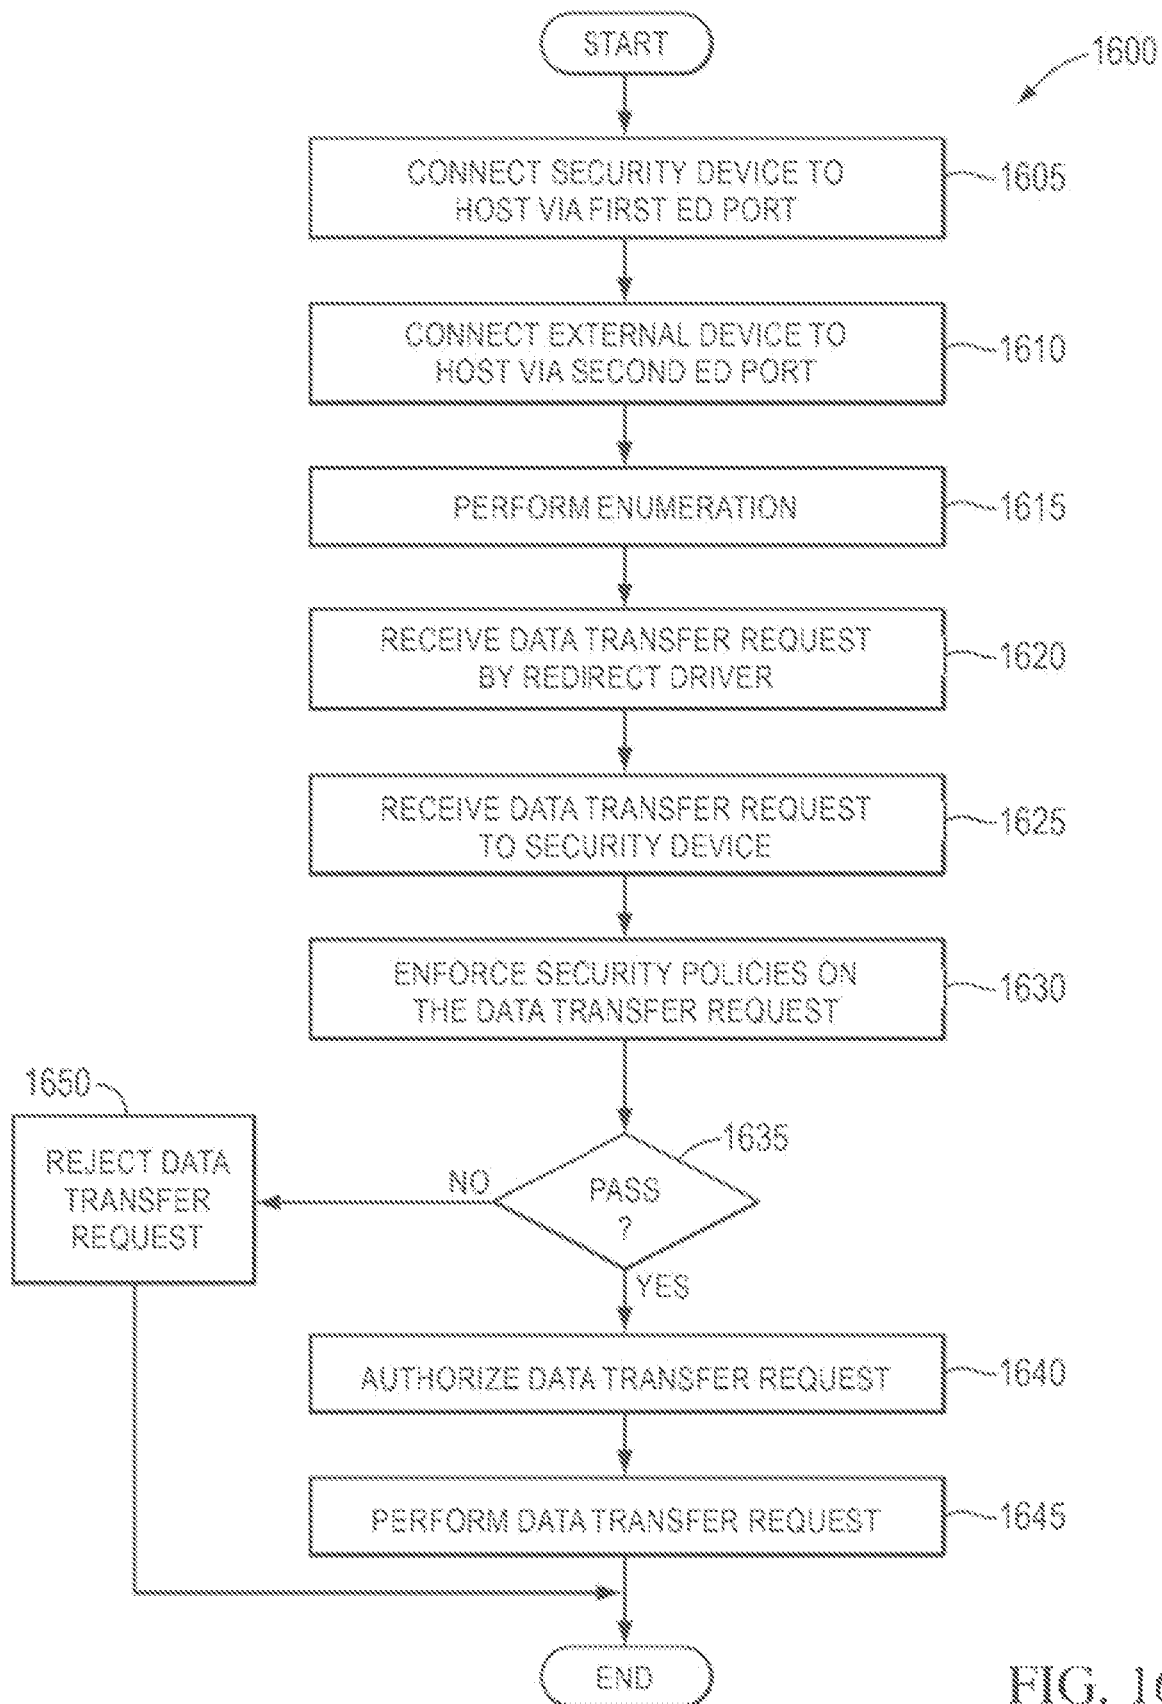 START
1600
CONNECT SECURITY DEVICE TO
HOST VIA FIRST ED PORT
1605
CONNECT EXTERNAL DEVICE TO
HOST VIA SECOND ED PORT
1610
PERFORM ENUMERATION
1615
RECEIVE DATA TRANSFER REQUEST
BY REDIRECT DRIVER
1620
RECEIVE DATA TRANSFER REQUEST
TO SECURITY DEVICE
1625
ENFORCE SECURITY POLICIES ON
THE DATA TRANSFER REQUEST
1630
1650
REJECT DATA
TRANSFER
REQUEST
NO
PASS
?
1635
YES
AUTHORIZE DATA TRANSFER REQUEST
1640
PERFORM DATA TRANSFER REQUEST
1645
END
FIG. 16